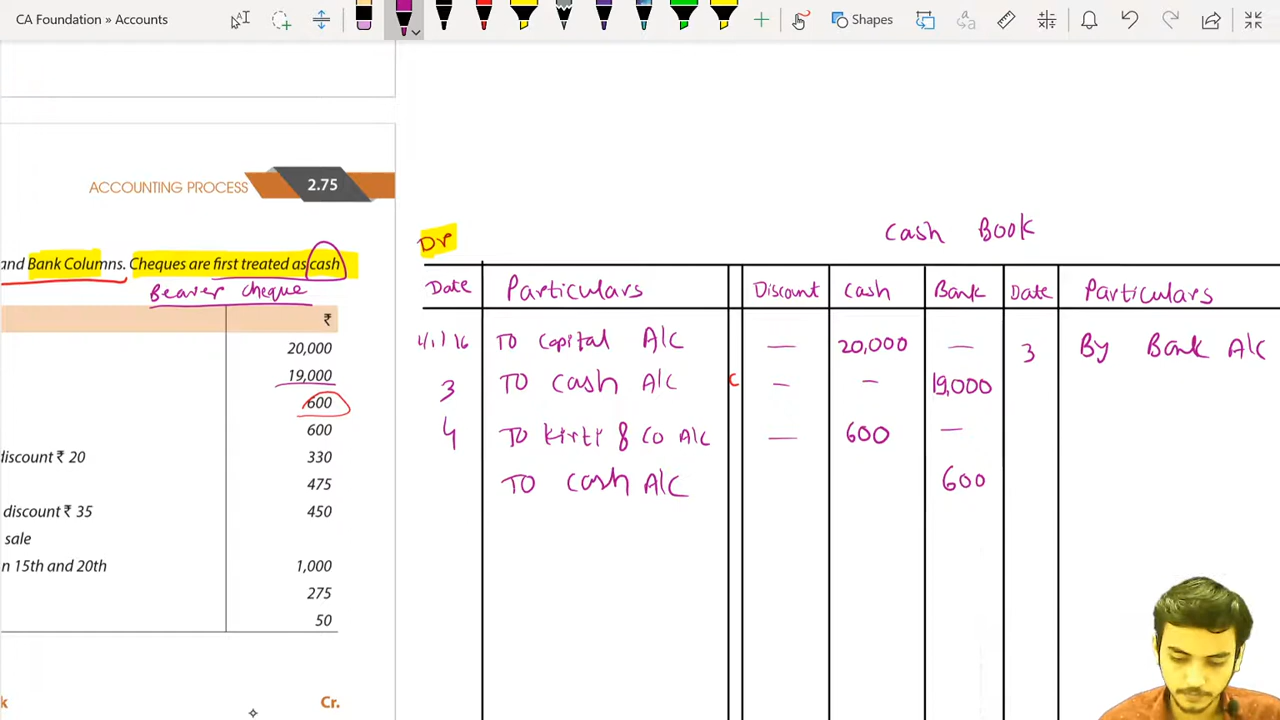 CA Foundation » Accounts
Shapes
ACCOUNTING PROCESS 2.75
and Bank Columns. Cheques are first treated as cash
Bearer cheque
₹
20,000
19,000
600
600
discount ₹ 20 330
475
discount ₹ 35 450
sale
n 15th and 20th 1,000
275
50
k Cr.
Dr Cash Book
Date Particulars Discount Cash Bank Date Particulars
1/1/16 To Capital A/c — 20,000 — 3 By Bank A/c
3 To Cash A/c C — — 19,000
4 To Kirti & Co A/c — 600 —
To Cash A/c 600